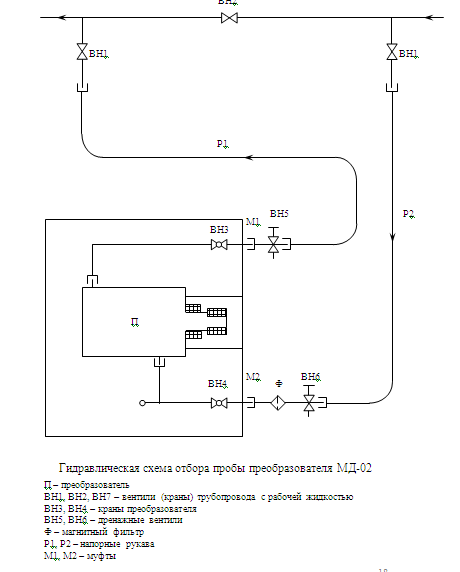 ВН1
ВН1
Р1
ВН5
М1
ВН3
Р2
П
М2
Ф
ВН6
ВН4
Гидравлическая схема отбора пробы преобразователя МД-02
П – преобразователь
ВН1, ВН2, ВН7 – вентили (краны) трубопровода с рабочей жидкостью
ВН3, ВН4 – краны преобразователя
ВН5, ВН6 – дренажные вентили
Ф – магнитный фильтр
Р1, Р2 – напорные рукава
М1, М2 – муфты